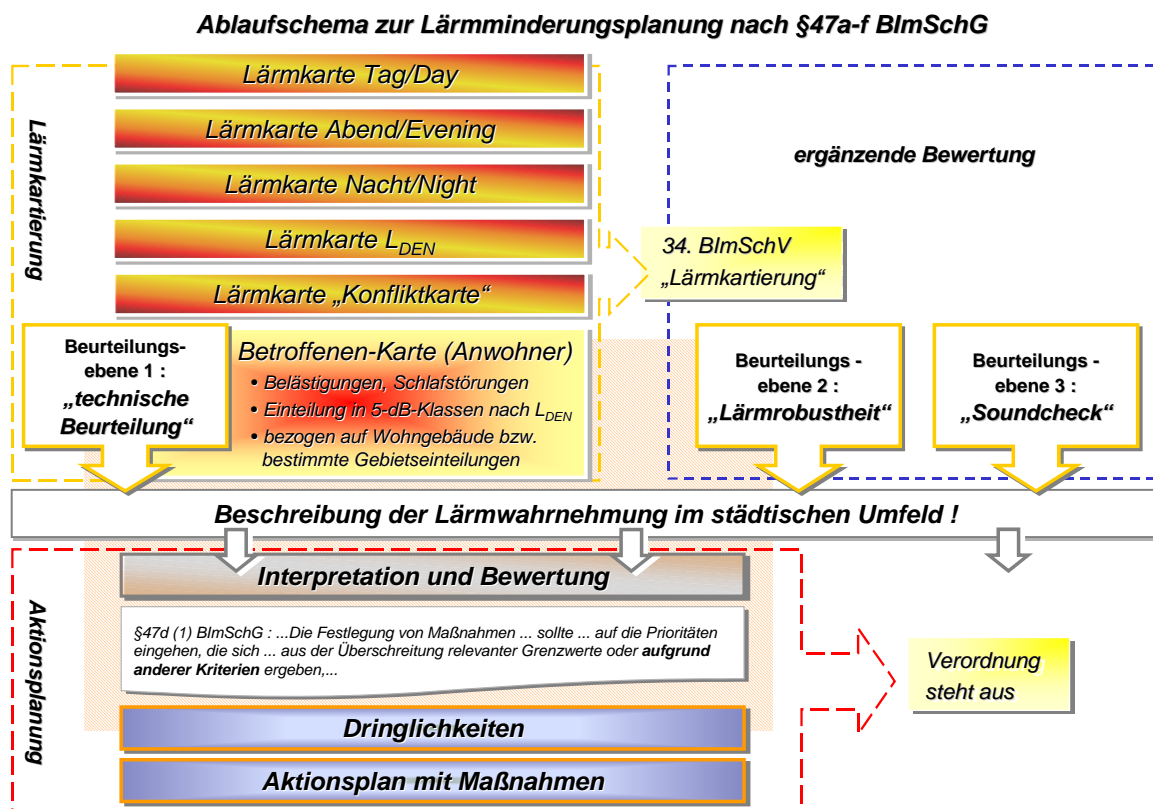 Ablaufschema zur Lärmminderungsplanung nach §47a-f BImSchG
Lärmkartierung
Lärmkarte Tag/Day
Lärmkarte Abend/Evening
Lärmkarte Nacht/Night
Lärmkarte L_DEN
Lärmkarte „Konfliktkarte“
34. BImSchV
„Lärmkartierung“
ergänzende Bewertung
Beurteilungs-
ebene 1 :
„technische
Beurteilung“
Betroffenen-Karte (Anwohner)
• Belästigungen, Schlafstörungen
• Einteilung in 5-dB-Klassen nach L_DEN
• bezogen auf Wohngebäude bzw.
bestimmte Gebietseinteilungen
Beurteilungs -
ebene 2 :
„Lärmrobustheit“
Beurteilungs -
ebene 3 :
„Soundcheck“
Beschreibung der Lärmwahrnehmung im städtischen Umfeld !
Aktionsplanung
Interpretation und Bewertung
§47d (1) BImSchG : ...Die Festlegung von Maßnahmen ... sollte ... auf die Prioritäten
eingehen, die sich ... aus der Überschreitung relevanter Grenzwerte oder aufgrund
anderer Kriterien ergeben,...
Verordnung
steht aus
Dringlichkeiten
Aktionsplan mit Maßnahmen